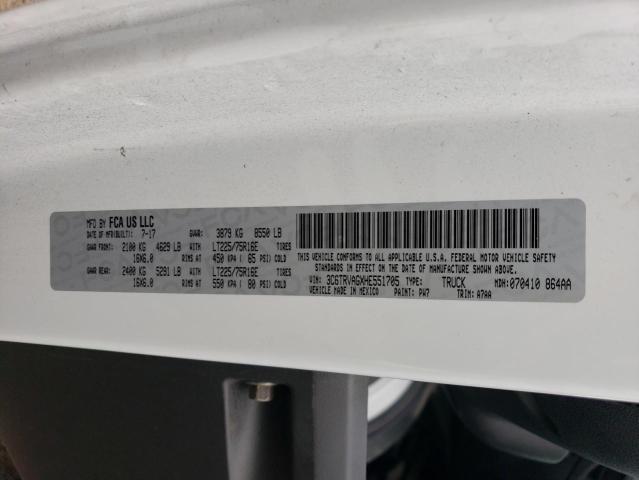 MFD BY FCA US LLC
DATE OF MFR(BUILT): 7-17 GVWR: 3879 KG 8550 LB
GAWR FRONT: 2100 KG 4629 LB WITH LT225/75R16E TIRES
16X6.0 RIMS AT 450 KPA ( 65 PSI) COLD
GAWR REAR: 2400 KG 5291 LB WITH LT225/75R16E TIRES
16X6.0 RIMS AT 550 KPA ( 80 PSI) COLD
THIS VEHICLE CONFORMS TO ALL APPLICABLE U.S.A. FEDERAL MOTOR VEHICLE SAFETY
STANDARDS IN EFFECT ON THE DATE OF MANUFACTURE SHOWN ABOVE.
VIN: 3C6TRVAGXHE551705 TYPE: TRUCK MDH: 070410 864AA
VEHICLE MADE IN MEXICO PAINT: PW7 TRIM: A7AA